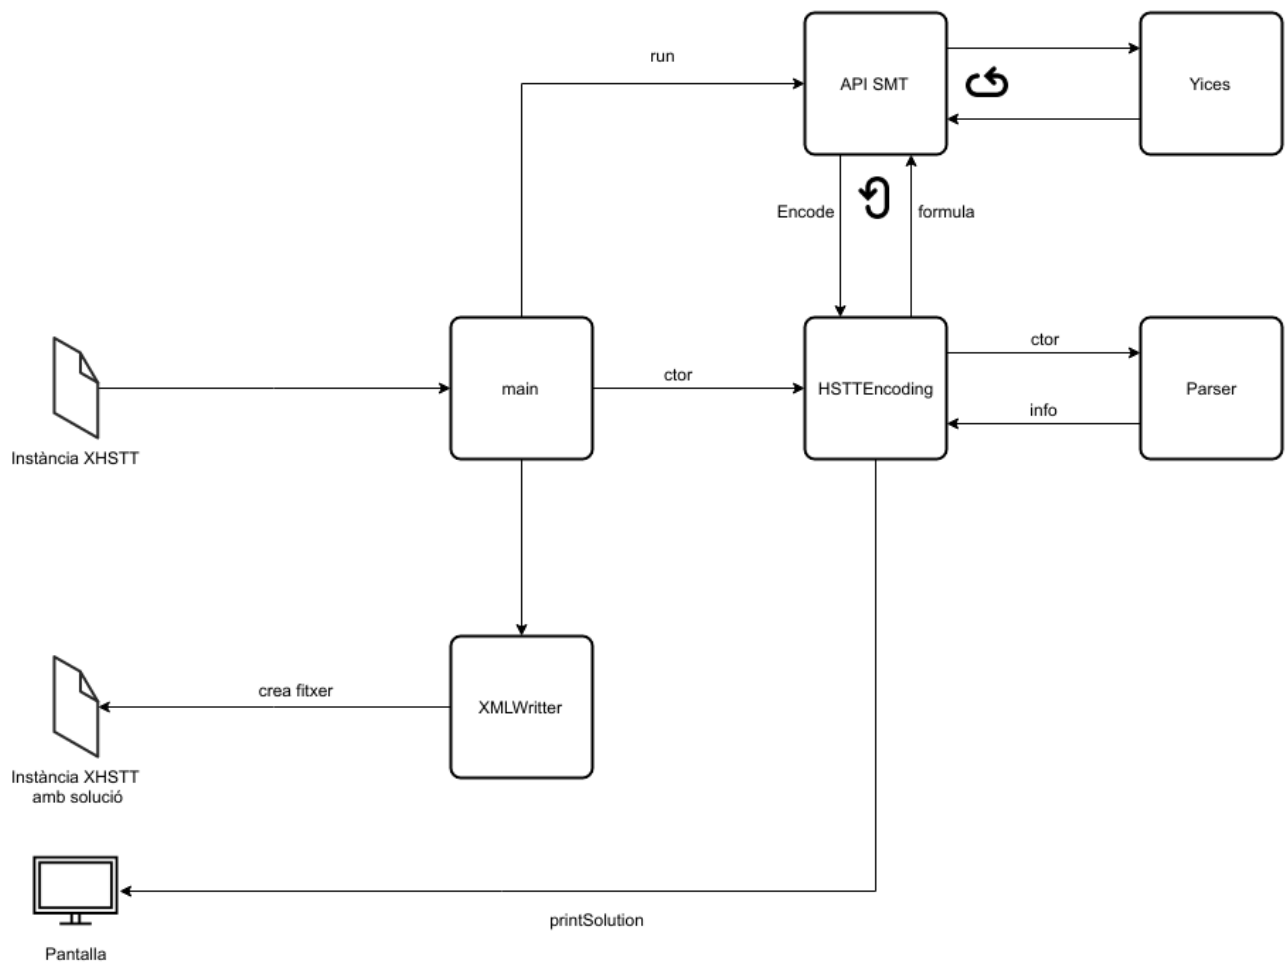 run
API SMT
Yices
Encode
formula
Instància XHSTT
main
ctor
HSTTEncoding
ctor
info
Parser
crea fitxer
XMLWritter
Instància XHSTT
amb solució
printSolution
Pantalla